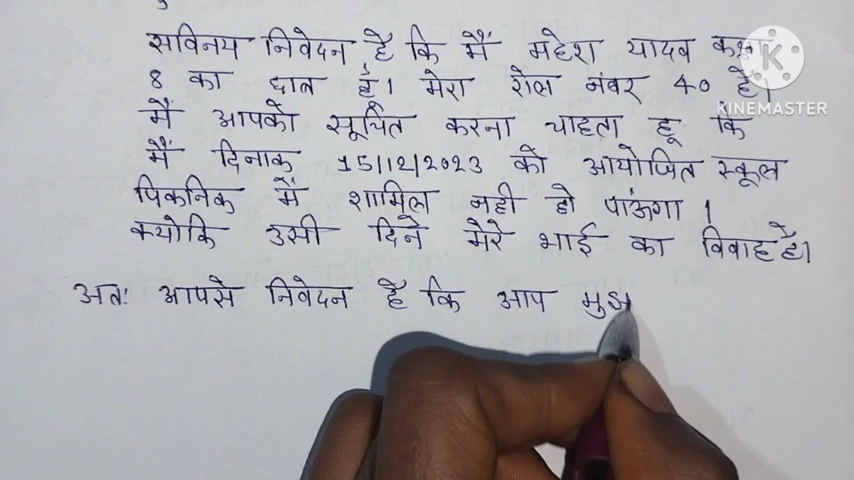 सविनय निवेदन है कि मैं महेश यादव कक्षा
8 का छात्र हूँ। मेरा रोल नंबर 40 है।
मैं आपको सूचित करना चाहता हू कि
मैं दिनाक 15/12/2023 को आयोजित स्कूल
पिकनिक में शामिल नही हो पांऊगा ।
क्योकि उसी दिन मेरे भाई का विवाह है।
अतः आपसे निवेदन है कि आप मुझ
KINEMASTER